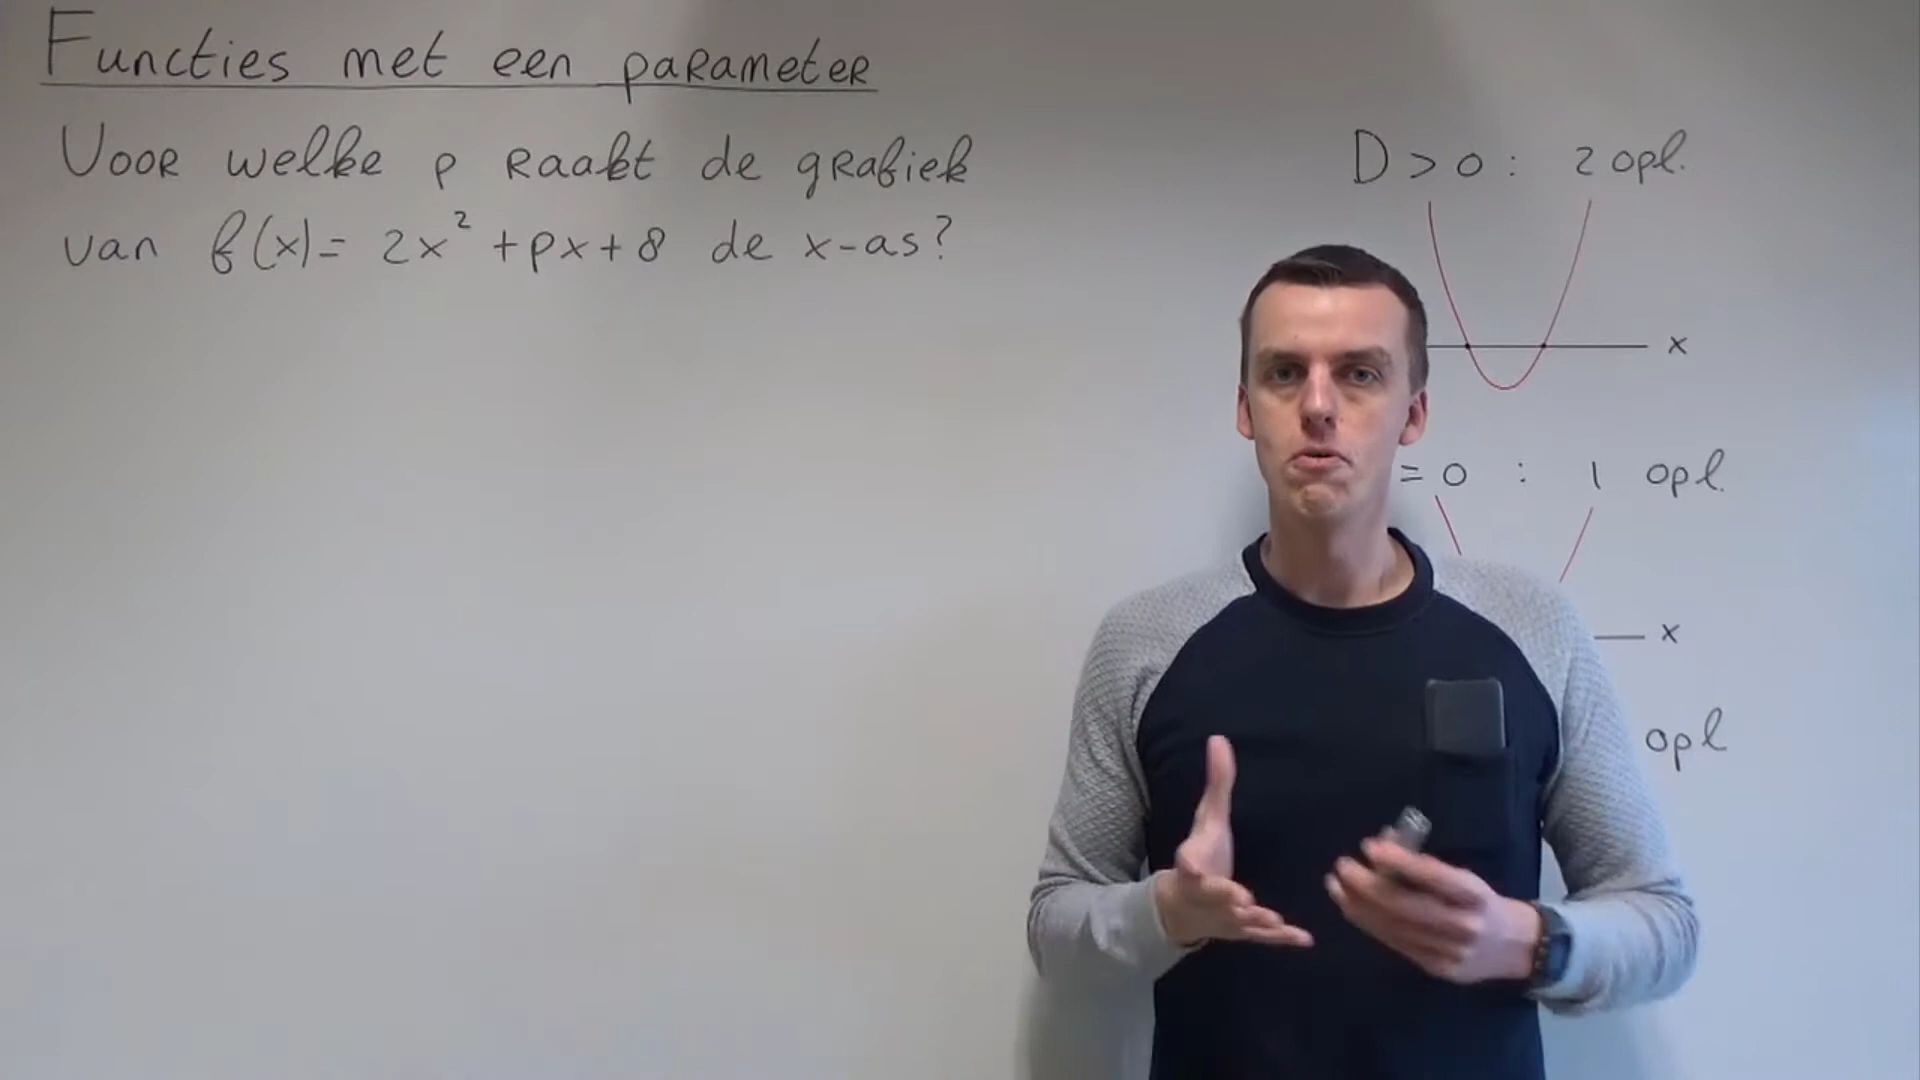 Functies met een parameter
Voor welke p raakt de grafiek
van f(x)= 2x² +px+8 de x-as?
D > 0 : 2 opl.
x
= 0 : 1 opl.
x
opl